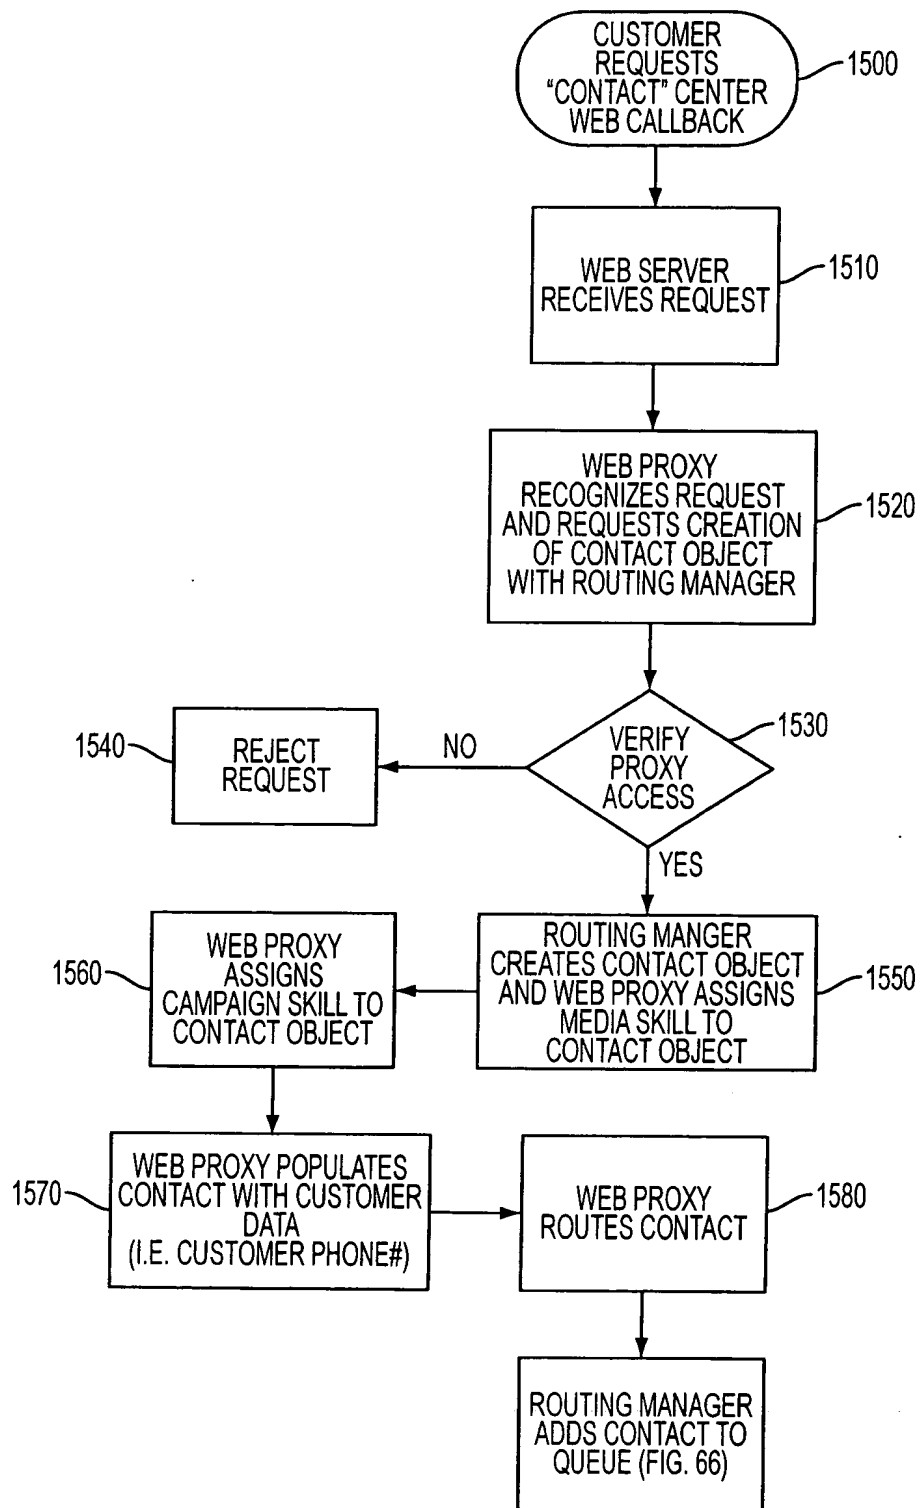 CUSTOMER
REQUESTS
“CONTACT” CENTER
WEB CALLBACK
1500
WEB SERVER
RECEIVES REQUEST
1510
WEB PROXY
RECOGNIZES REQUEST
AND REQUESTS CREATION
OF CONTACT OBJECT
WITH ROUTING MANAGER
1520
VERIFY
PROXY
ACCESS
1530
NO
1540
REJECT
REQUEST
YES
ROUTING MANGER
CREATES CONTACT OBJECT
AND WEB PROXY ASSIGNS
MEDIA SKILL TO
CONTACT OBJECT
1550
1560
WEB PROXY
ASSIGNS
CAMPAIGN SKILL TO
CONTACT OBJECT
1570
WEB PROXY POPULATES
CONTACT WITH CUSTOMER
DATA
(I.E. CUSTOMER PHONE#)
WEB PROXY
ROUTES CONTACT
1580
ROUTING MANAGER
ADDS CONTACT TO
QUEUE (FIG. 66)